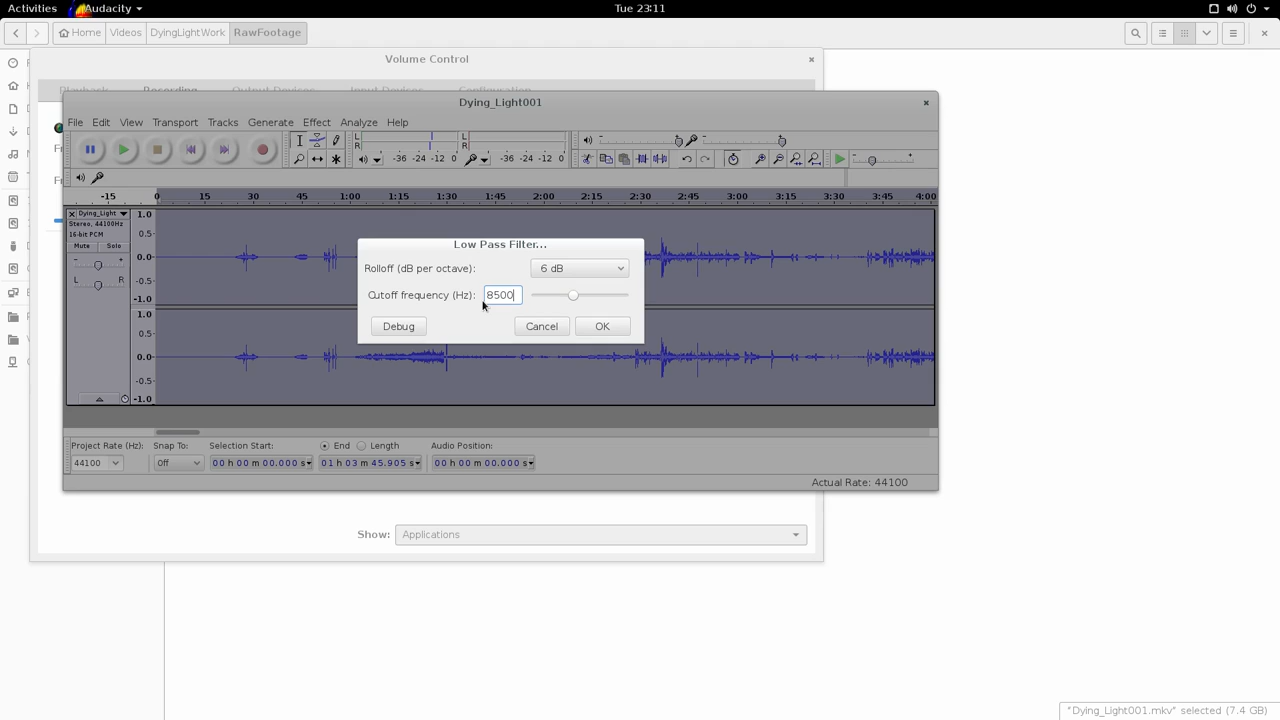 Activities Audacity Tue 23:11
Home Videos DyingLightWork RawFootage
Volume Control
Playback Recording Output Devices Input Devices Configuration
Dying_Light001
File Edit View Transport Tracks Generate Effect Analyze Help
L L
R R
-36 -24 -12 0 -36 -24 -12 0
-15 0 15 30 45 1:00 1:15 1:30 1:45 2:00 2:15 2:30 2:45 3:00 3:15 3:30 3:45 4:00
Dying_Light
Stereo, 44100Hz
16-bit PCM
Mute Solo
- +
L R
1.0
0.5
0.0
-0.5
-1.0
1.0
0.5
0.0
-0.5
-1.0
Low Pass Filter...
Rolloff (dB per octave): 6 dB
Cutoff frequency (Hz): 8500
Debug Cancel OK
Project Rate (Hz): Snap To: Selection Start: End Length Audio Position:
44100 Off 00 h 00 m 00.000 s 01 h 03 m 45.905 s 00 h 00 m 00.000 s
Actual Rate: 44100
Show: Applications
"Dying_Light001.mkv" selected (7.4 GB)